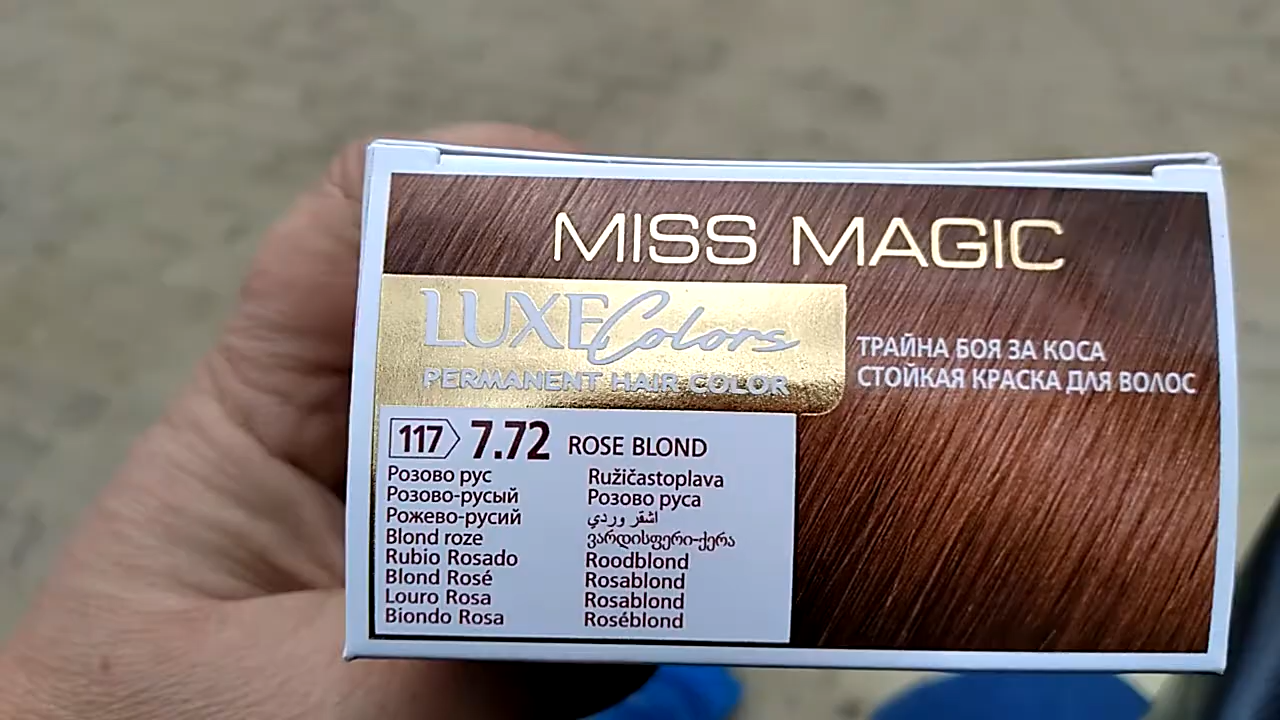 MISS MAGIC
LUXE Colors
PERMANENT HAIR COLOR
ТРАЙНА БОЯ ЗА КОСА
СТОЙКАЯ КРАСКА ДЛЯ ВОЛОС
117 7.72 ROSE BLOND
Розово рус
Розово-русый
Рожево-русий
Blond roze
Rubio Rosado
Blond Rosé
Louro Rosa
Biondo Rosa
Ružičastoplava
Розово руса
اشقر وردي
ვარდისფერი-ქერა
Roodblond
Rosablond
Rosablond
Roséblond